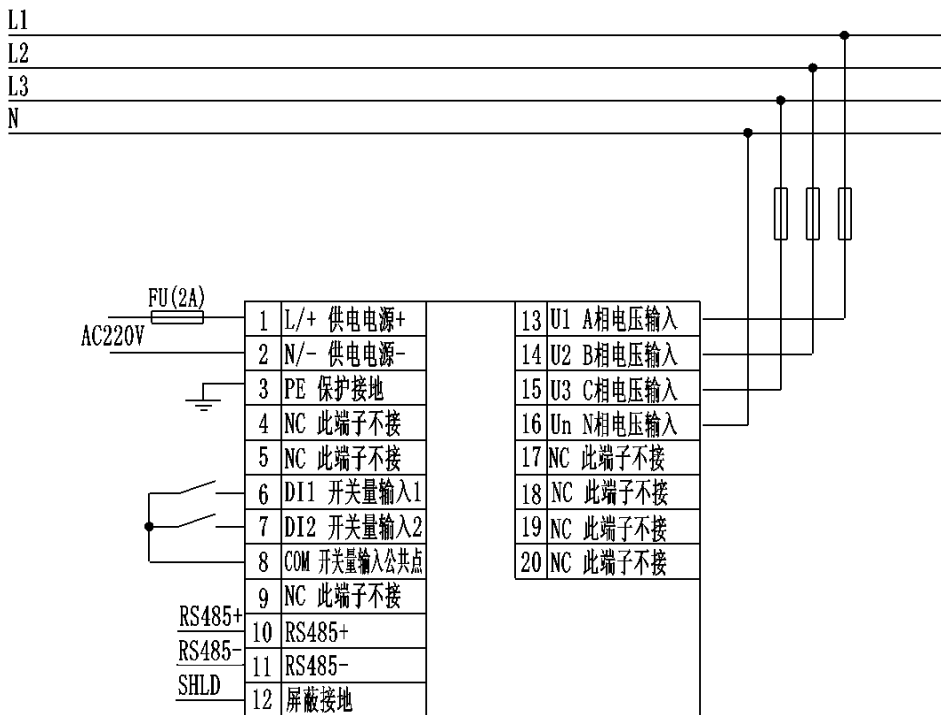 L1
L2
L3
N
FU(2A)
AC220V
1 L/+ 供电电源+
2 N/- 供电电源-
3 PE 保护接地
4 NC 此端子不接
5 NC 此端子不接
6 DI1 开关量输入1
7 DI2 开关量输入2
8 COM 开关量输入公共点
9 NC 此端子不接
RS485+
10 RS485+
RS485-
11 RS485-
SHLD
12 屏蔽接地
13 U1 A相电压输入
14 U2 B相电压输入
15 U3 C相电压输入
16 Un N相电压输入
17 NC 此端子不接
18 NC 此端子不接
19 NC 此端子不接
20 NC 此端子不接